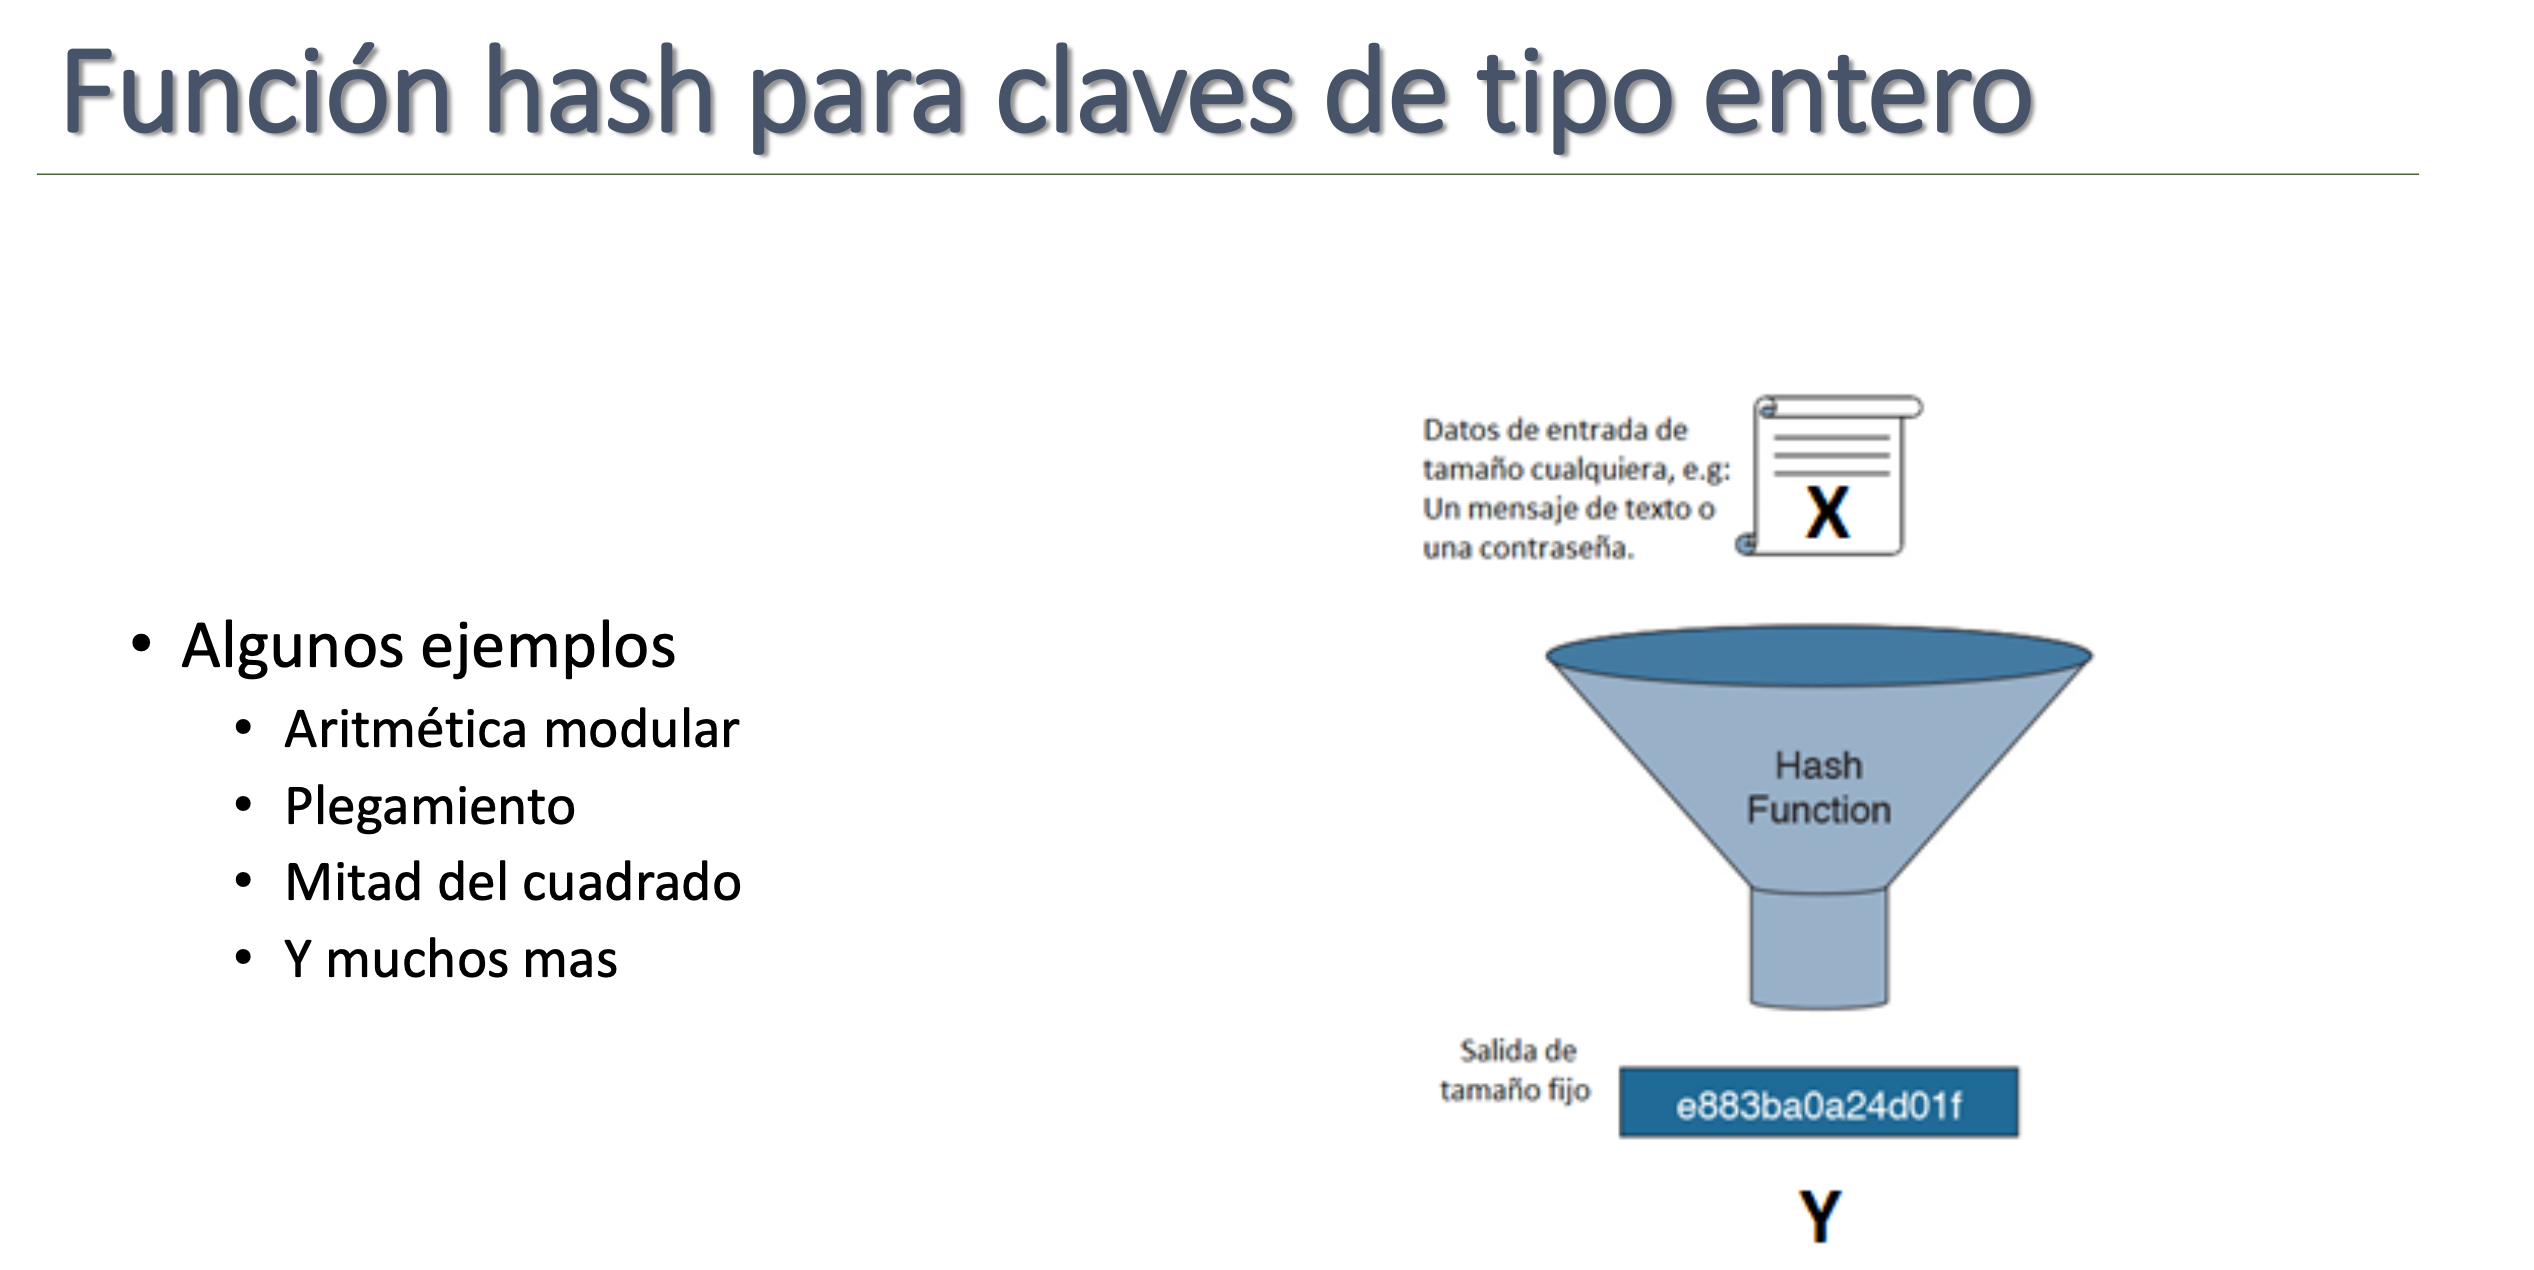 Función hash para claves de tipo entero
• Algunos ejemplos
• Aritmética modular
• Plegamiento
• Mitad del cuadrado
• Y muchos mas
Datos de entrada de
tamaño cualquiera, e.g:
Un mensaje de texto o
una contraseña.
X
Hash
Function
Salida de
tamaño fijo
e883ba0a24d01f
Y